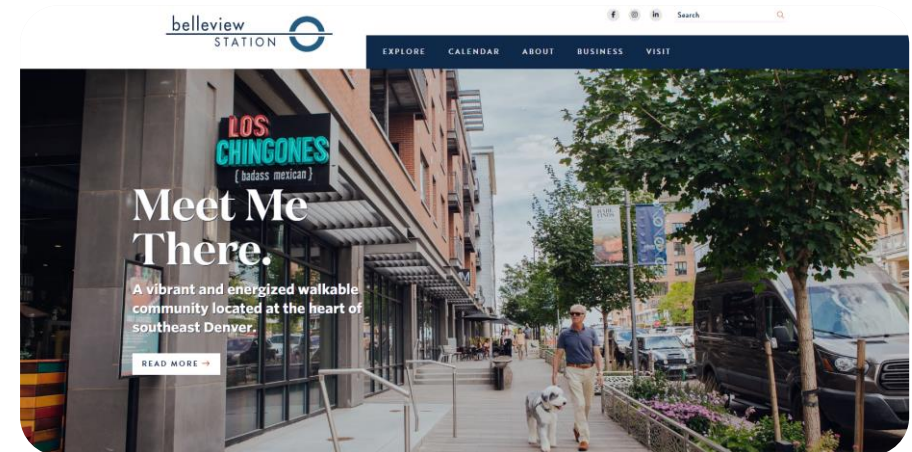 belleview
STATION
f in Search
EXPLORE CALENDAR ABOUT BUSINESS VISIT
LOS
CHINGONES
{ badass mexican }
Meet Me
There.
A vibrant and energized walkable
community located at the heart of
southeast Denver.
READ MORE →